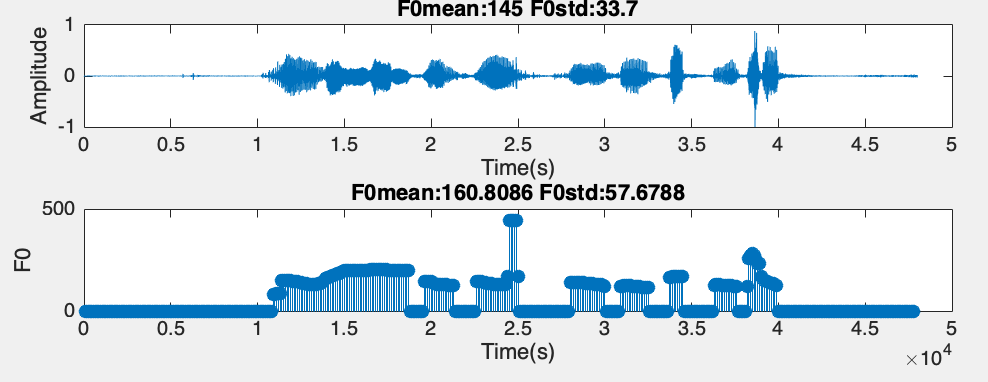 F0mean:145 F0std:33.7
1
0
-1
Amplitude
0 0.5 1 1.5 2 2.5 3 3.5 4 4.5 5
Time(s)
F0mean:160.8086 F0std:57.6788
500
0
F0
0 0.5 1 1.5 2 2.5 3 3.5 4 4.5 5
Time(s)
×10⁴